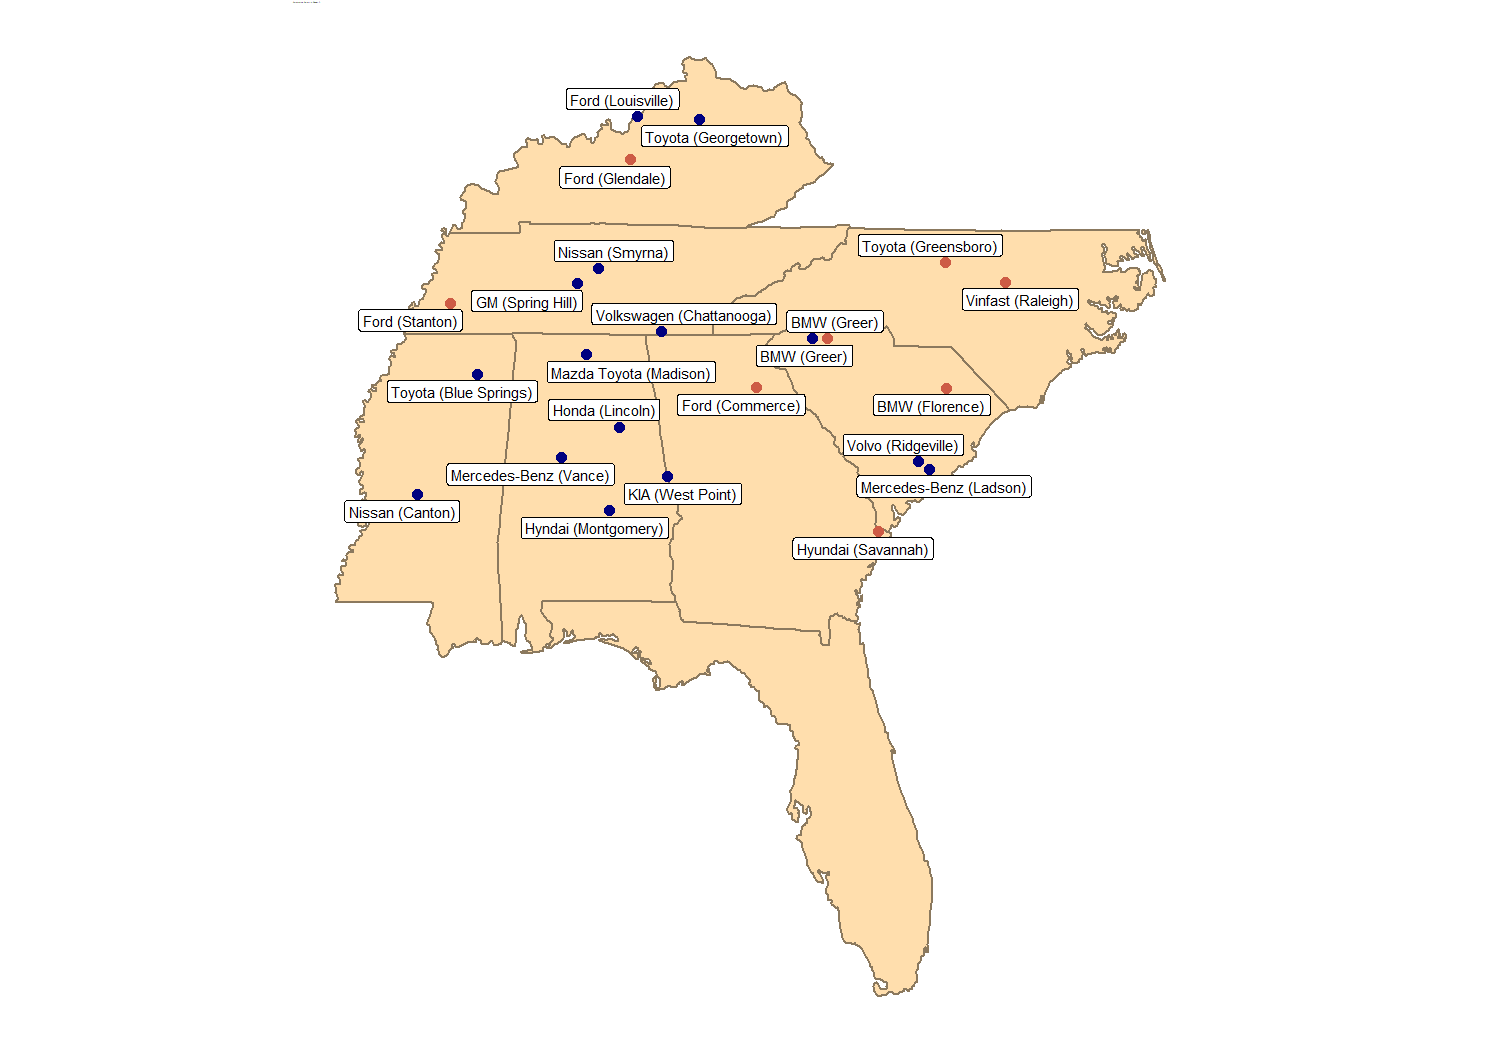 Ford (Louisville)
Toyota (Georgetown)
Ford (Glendale)
Toyota (Greensboro)
Nissan (Smyrna)
GM (Spring Hill)
Vinfast (Raleigh)
Volkswagen (Chattanooga)
Ford (Stanton)
BMW (Greer)
BMW (Greer)
Mazda Toyota (Madison)
Toyota (Blue Springs)
Ford (Commerce)
BMW (Florence)
Honda (Lincoln)
Volvo (Ridgeville)
Mercedes-Benz (Vance)
Mercedes-Benz (Ladson)
KIA (West Point)
Nissan (Canton)
Hyndai (Montgomery)
Hyundai (Savannah)